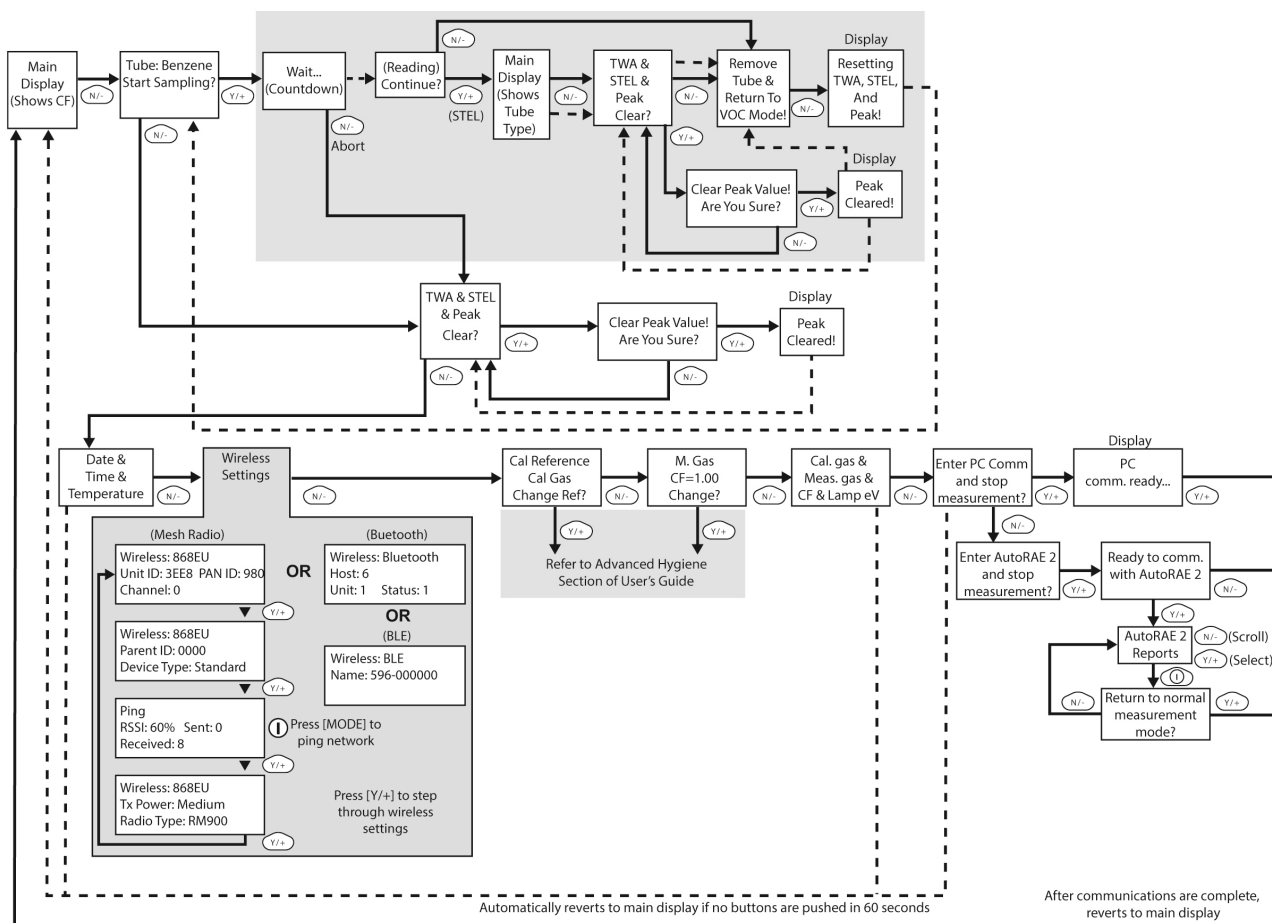 Main
Display
(Shows CF)
N/-
Tube: Benzene
Start Sampling?
Y/+
N/-
Wait...
(Countdown)
N/-
Abort
(Reading)
Continue?
N/-
Y/+
(STEL)
Main
Display
(Shows
Tube
Type)
N/-
TWA &
STEL &
Peak
Clear?
N/-
Y/+
Remove
Tube &
Return To
VOC Mode!
N/-
Display
Resetting
TWA, STEL,
And
Peak!
Clear Peak Value!
Are You Sure?
Y/+
N/-
Display
Peak
Cleared!
TWA & STEL
& Peak
Clear?
Y/+
N/-
Clear Peak Value!
Are You Sure?
Y/+
N/-
Display
Peak
Cleared!
Date &
Time &
Temperature
N/-
Wireless
Settings
N/-
Cal Reference
Cal Gas
Change Ref?
N/-
Y/+
M. Gas
CF=1.00
Change?
N/-
Y/+
Refer to Advanced Hygiene
Section of User's Guide
Cal. gas &
Meas. gas &
CF & Lamp eV
N/-
Enter PC Comm
and stop
measurement?
Y/+
N/-
Display
PC
comm. ready...
Y/+
Enter AutoRAE 2
and stop
measurement?
Y/+
Ready to comm.
with AutoRAE 2
N/-
Y/+
AutoRAE 2
Reports
N/- (Scroll)
Y/+ (Select)
Return to normal
measurement
mode?
N/-
Y/+
(Mesh Radio)
Wireless: 868EU
Unit ID: 3EE8 PAN ID: 980
Channel: 0
Y/+
Wireless: 868EU
Parent ID: 0000
Device Type: Standard
Y/+
Ping
RSSI: 60% Sent: 0
Received: 8
Y/+
Press [MODE] to
ping network
Wireless: 868EU
Tx Power: Medium
Radio Type: RM900
Y/+
OR
(Buetooth)
Wireless: Bluetooth
Host: 6
Unit: 1 Status: 1
OR
(BLE)
Wireless: BLE
Name: 596-000000
Press [Y/+] to step
through wireless
settings
Automatically reverts to main display if no buttons are pushed in 60 seconds
After communications are complete,
reverts to main display